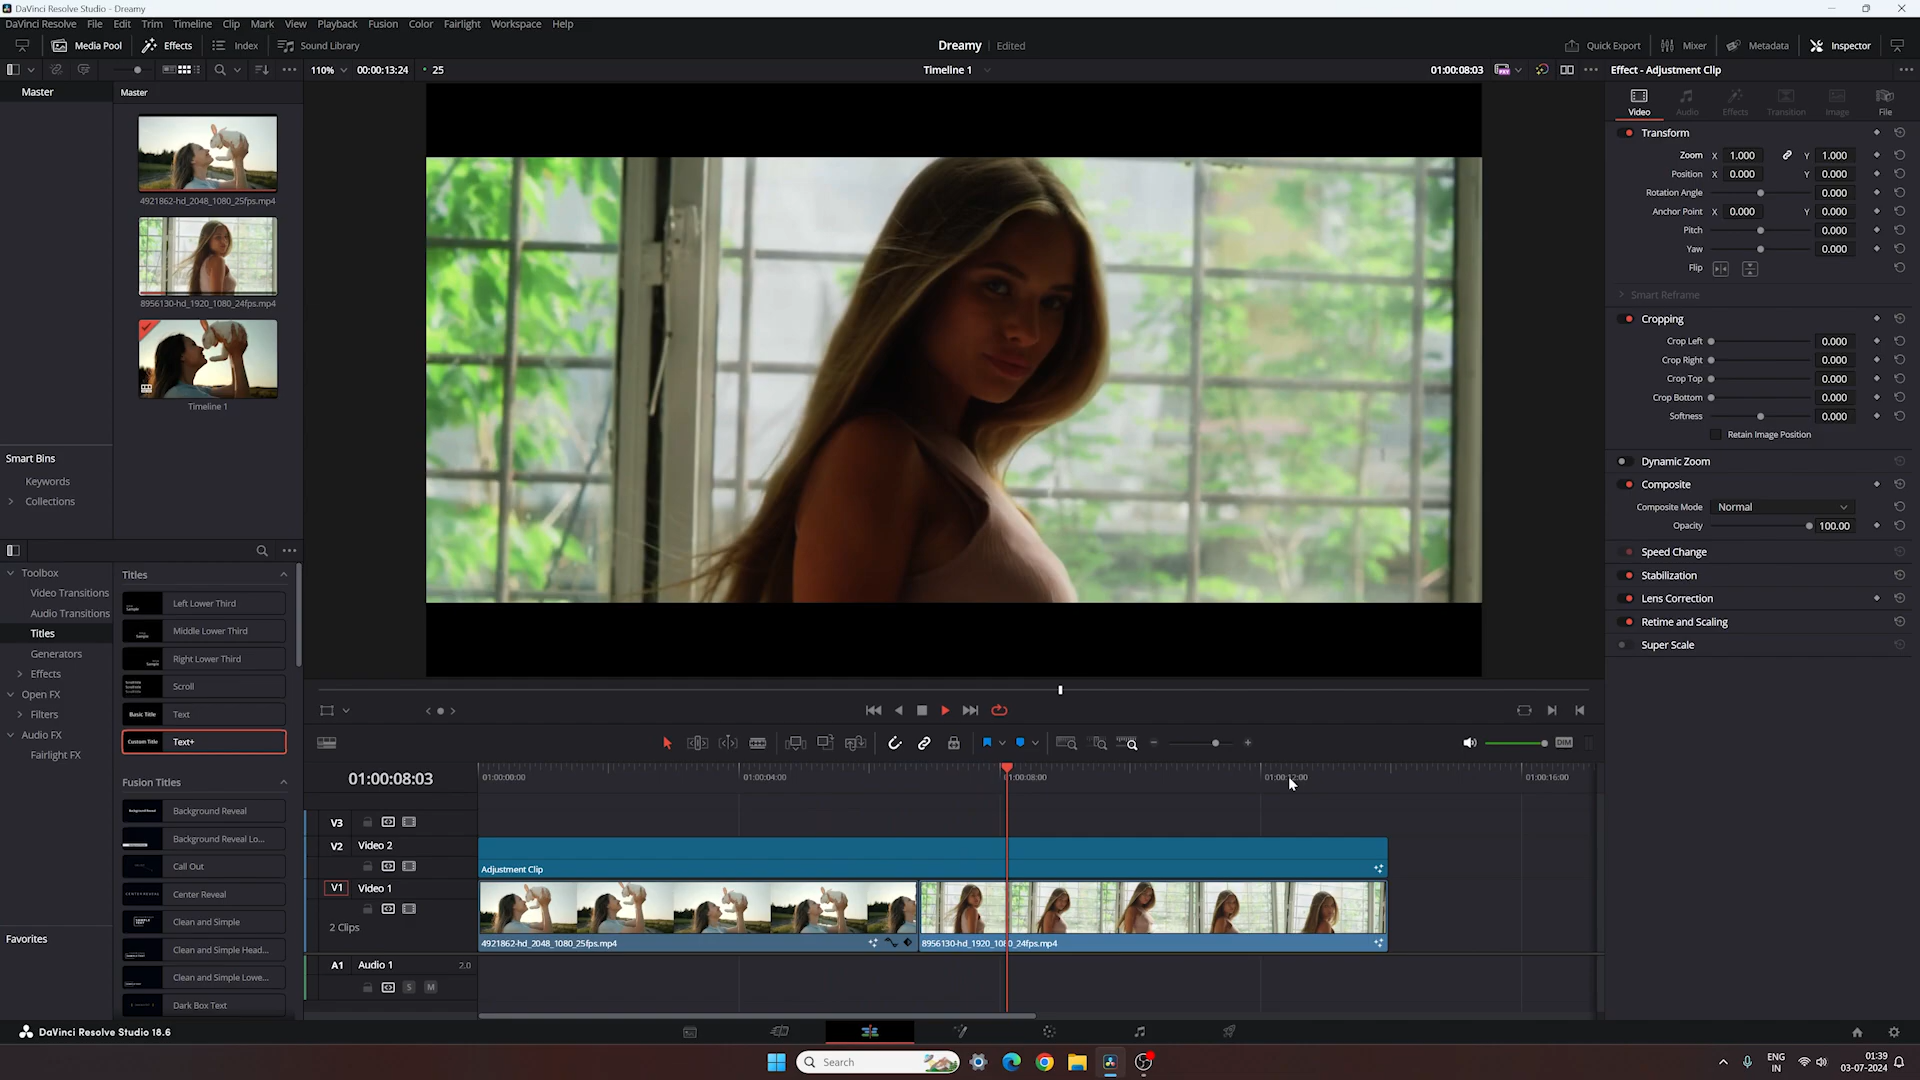 DaVinci Resolve Studio - Dreamy
DaVinci Resolve File Edit Trim Timeline Clip Mark View Playback Fusion Color Fairlight Workspace Help
Media Pool Effects Index Sound Library
Dreamy Edited
Quick Export Mixer Metadata Inspector
110% 00:00:13:24 25
Timeline 1
01:00:08:03
Effect - Adjustment Clip
Master
Master
4921862-hd_2048_1080_25fps.mp4
8956130-hd_1920_1080_24fps.mp4
Timeline 1
Smart Bins
Keywords
Collections
Video Audio Effects Transition Image File
Transform
Zoom X 1.000 Y 1.000
Position X 0.000 Y 0.000
Rotation Angle 0.000
Anchor Point X 0.000 Y 0.000
Pitch 0.000
Yaw 0.000
Flip
Smart Reframe
Cropping
Crop Left 0.000
Crop Right 0.000
Crop Top 0.000
Crop Bottom 0.000
Softness 0.000
Retain Image Position
Dynamic Zoom
Composite
Composite Mode Normal
Opacity 100.00
Speed Change
Stabilization
Lens Correction
Retime and Scaling
Super Scale
Toolbox
Video Transitions
Audio Transitions
Titles
Generators
Effects
Open FX
Filters
Audio FX
Fairlight FX
Favorites
Titles
Left Lower Third
Middle Lower Third
Right Lower Third
Scroll
Basic Title Text
Custom Title Text+
Fusion Titles
Background Reveal
Background Reveal Lo...
Call Out
Center Reveal
Clean and Simple
Clean and Simple Head...
Clean and Simple Lowe...
Dark Box Text
DIM
01:00:08:03
01:00:00:00 01:00:04:00 01:00:08:00 01:00:12:00 01:00:16:00
V3
V2 Video 2
Adjustment Clip
V1 Video 1
2 Clips
4921862-hd_2048_1080_25fps.mp4
8956130-hd_1920_1080_24fps.mp4
A1 Audio 1 2.0
S M
DaVinci Resolve Studio 18.6
Search
ENG
IN
01:39
03-07-2024